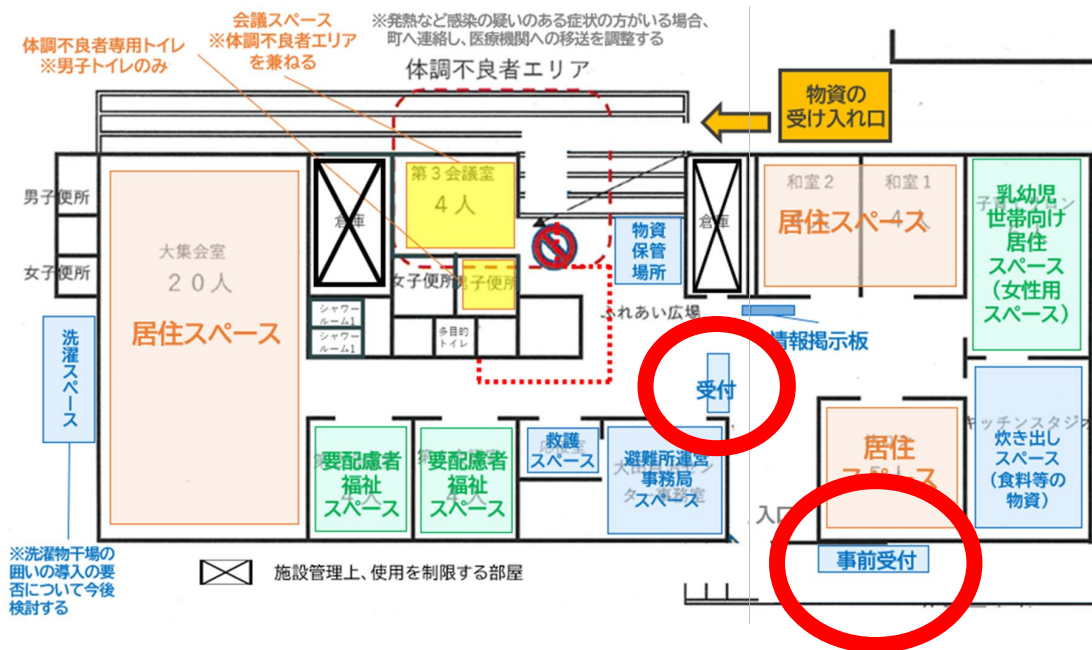 会議スペース
※体調不良者エリア
を兼ねる
※発熱など感染の疑いのある症状の方がいる場合、
町へ連絡し、医療機関への移送を調整する
体調不良者専用トイレ
※男子トイレのみ
体調不良者エリア
物資の
受け入れ口
男子便所
女子便所
大集会室
20人
居住スペース
倉庫
第3会議室
4人
女子便所
男子便所
シャワー
ルーム1
シャワー
ルーム1
多目的
トイレ
物資
保管
場所
倉庫
ふれあい広場
和室2
和室1
居住スペース
乳幼児
世帯向け
居住
スペース
(女性用
スペース)
情報掲示板
洗濯スペース
受付
要配慮者
福祉
スペース
要配慮者
福祉
スペース
救護
スペース
避難所運営
事務局
スペース
居住
スペース
キッチンスタジオ
炊き出し
スペース
(食料等の
物資)
入口
事前受付
※洗濯物干場の
囲いの導入の要
否について今後
検討する
施設管理上、使用を制限する部屋